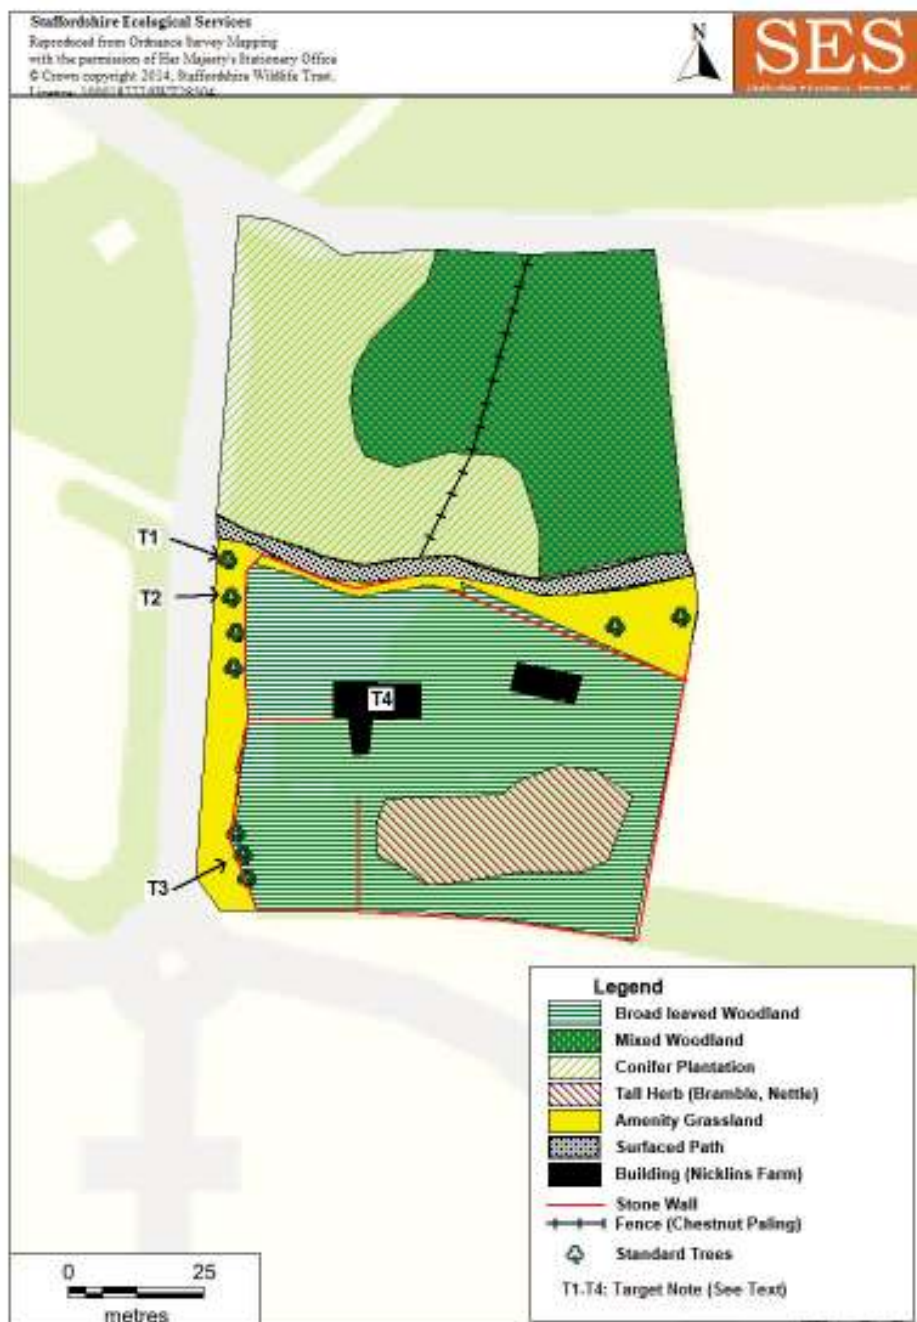 Staffordshire Ecological Services
Reproduced from Ordnance Survey Mapping
with the permission of Her Majesty's Stationary Office
© Crown copyright 2014, Staffordshire Wildlife Trust.
N
SES
T1
T2
T4
T3
Legend
Broad leaved Woodland
Mixed Woodland
Conifer Plantation
Tall Herb (Bramble, Nettle)
Amenity Grassland
Surfaced Path
Building (Nicklins Farm)
Stone Wall
Fence (Chestnut Paling)
Standard Trees
T1-T4: Target Note (See Text)
0 25
metres